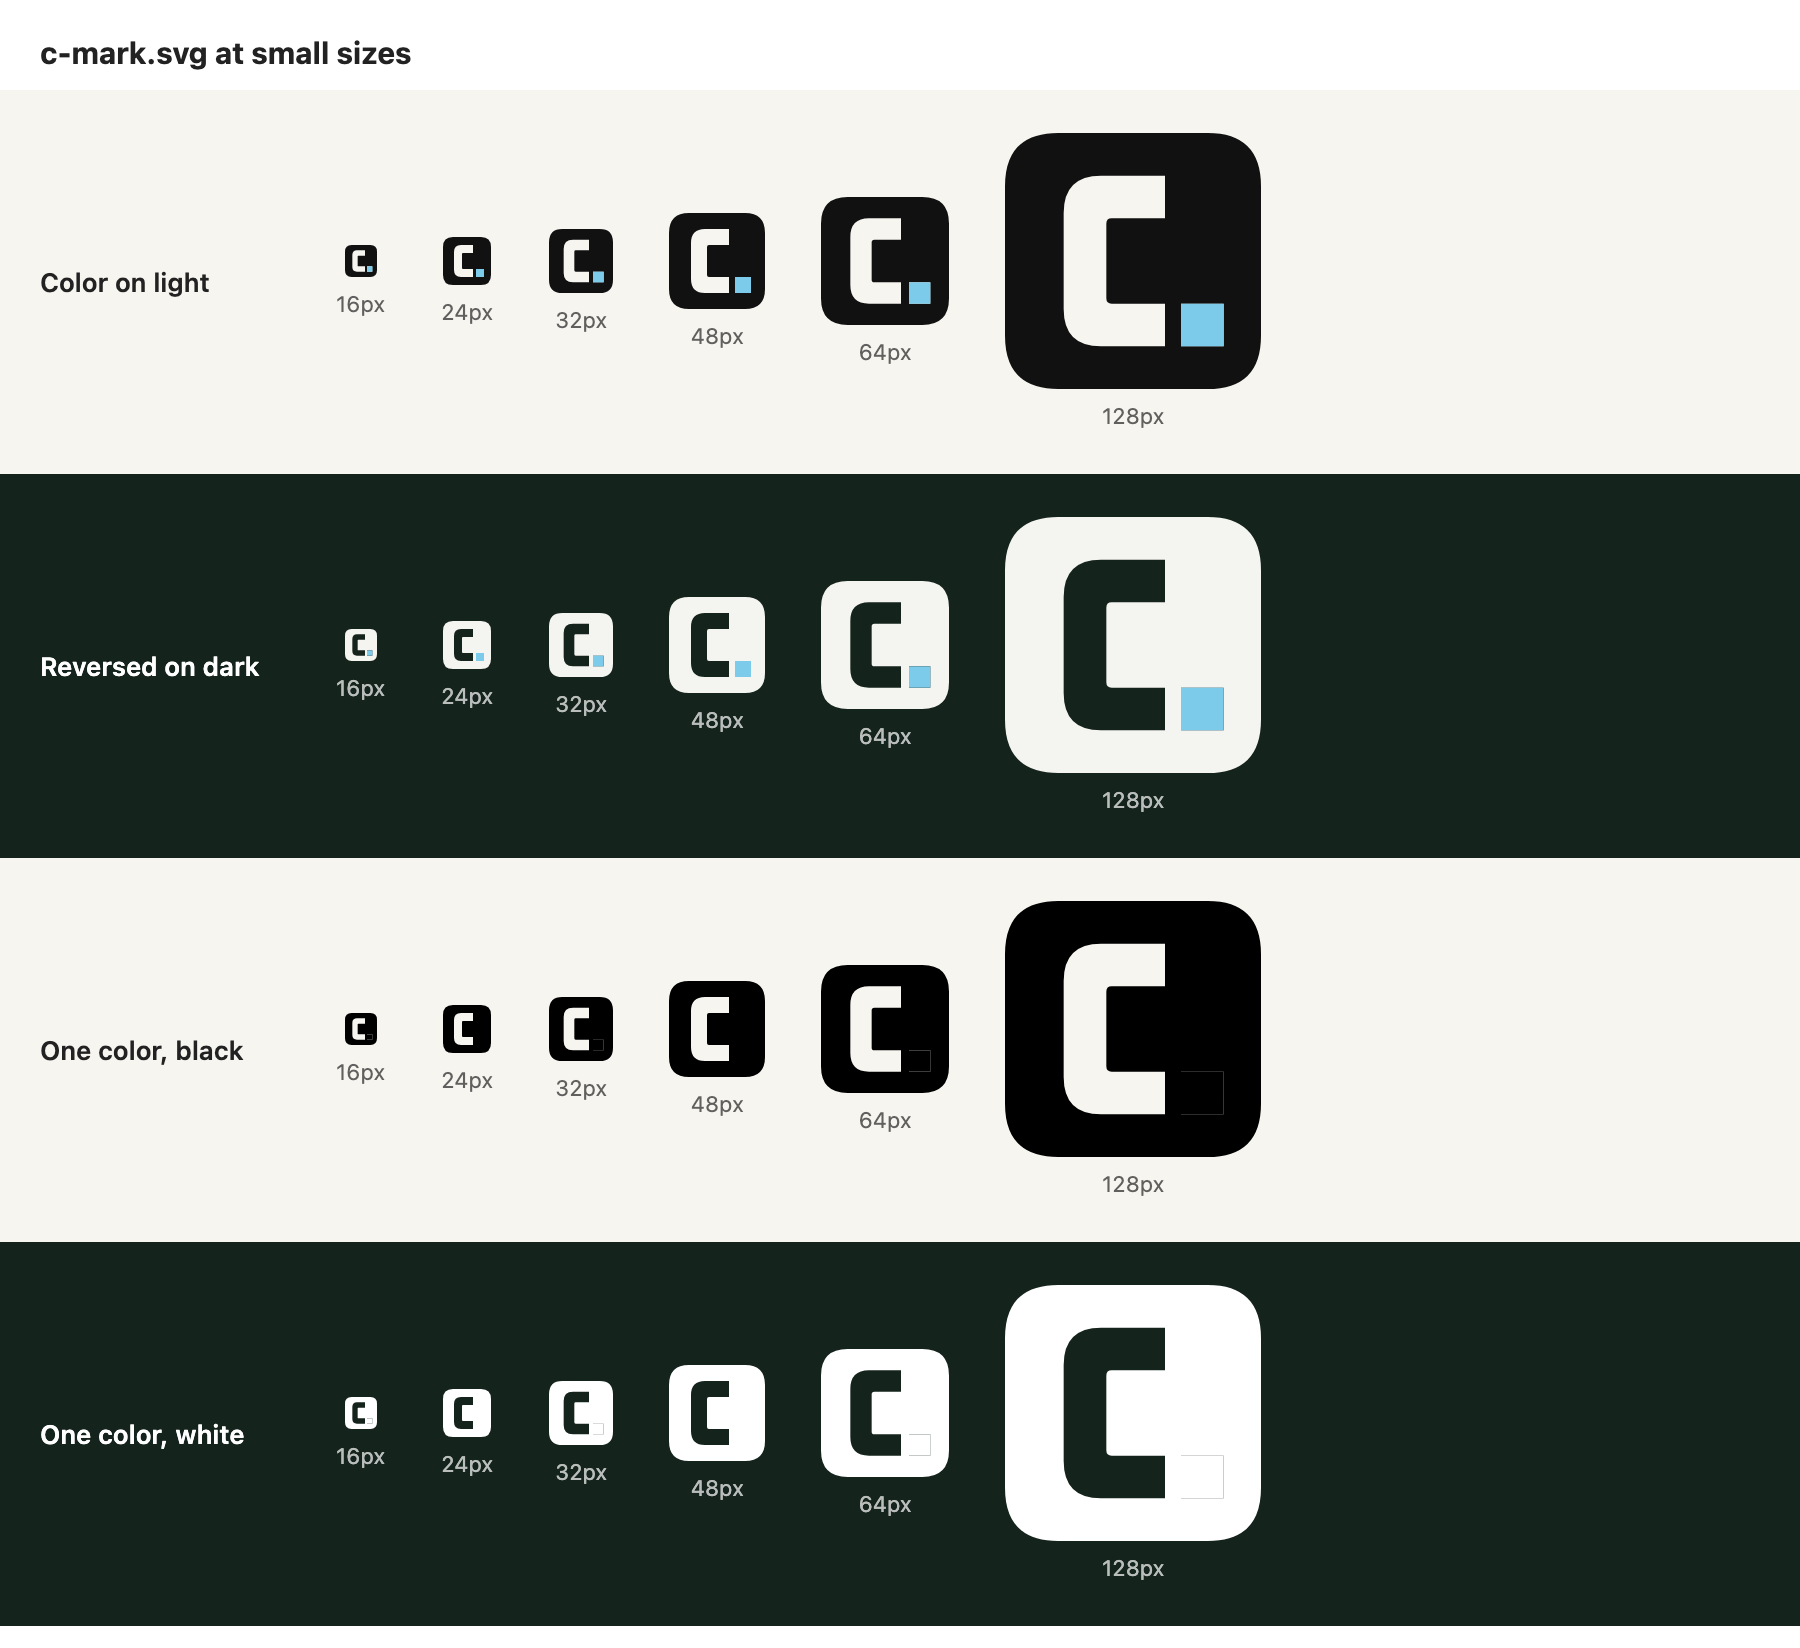 c-mark.svg at small sizes
Color on light
16px
24px
32px
48px
64px
128px
Reversed on dark
16px
24px
32px
48px
64px
128px
One color, black
16px
24px
32px
48px
64px
128px
One color, white
16px
24px
32px
48px
64px
128px